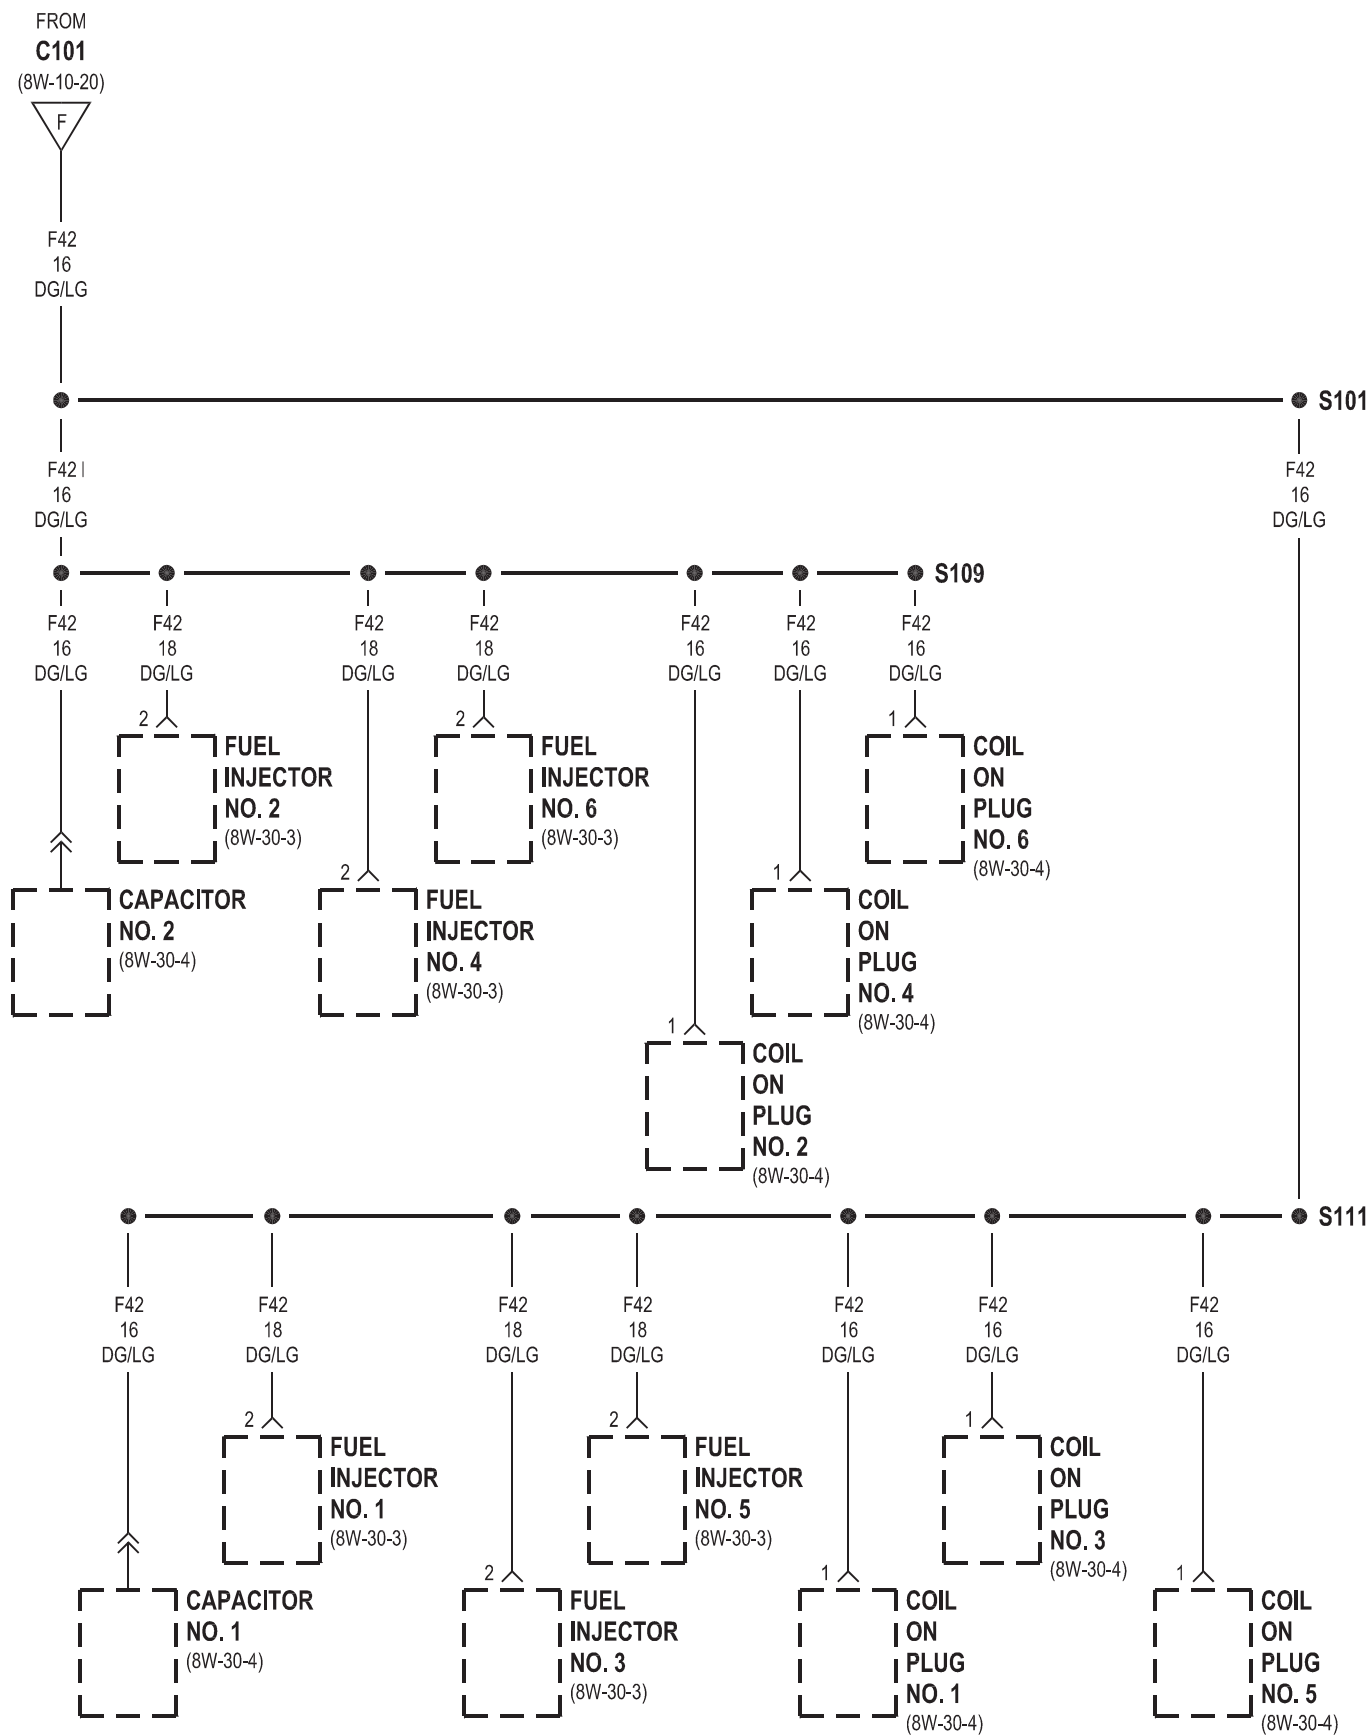 FROM
C101
(8W-10-20)
F
F42
16
DG/LG
S101
F42
16
DG/LG
F42
16
DG/LG
S109
F42
16
DG/LG
F42
18
DG/LG
F42
18
DG/LG
F42
18
DG/LG
F42
16
DG/LG
F42
16
DG/LG
F42
16
DG/LG
2
FUEL
INJECTOR
NO. 2
(8W-30-3)
2
FUEL
INJECTOR
NO. 6
(8W-30-3)
1
COIL
ON
PLUG
NO. 6
(8W-30-4)
CAPACITOR
NO. 2
(8W-30-4)
2
FUEL
INJECTOR
NO. 4
(8W-30-3)
1
COIL
ON
PLUG
NO. 4
(8W-30-4)
1
COIL
ON
PLUG
NO. 2
(8W-30-4)
S111
F42
16
DG/LG
F42
18
DG/LG
F42
18
DG/LG
F42
18
DG/LG
F42
16
DG/LG
F42
16
DG/LG
F42
16
DG/LG
2
FUEL
INJECTOR
NO. 1
(8W-30-3)
2
FUEL
INJECTOR
NO. 5
(8W-30-3)
1
COIL
ON
PLUG
NO. 3
(8W-30-4)
CAPACITOR
NO. 1
(8W-30-4)
2
FUEL
INJECTOR
NO. 3
(8W-30-3)
1
COIL
ON
PLUG
NO. 1
(8W-30-4)
1
COIL
ON
PLUG
NO. 5
(8W-30-4)